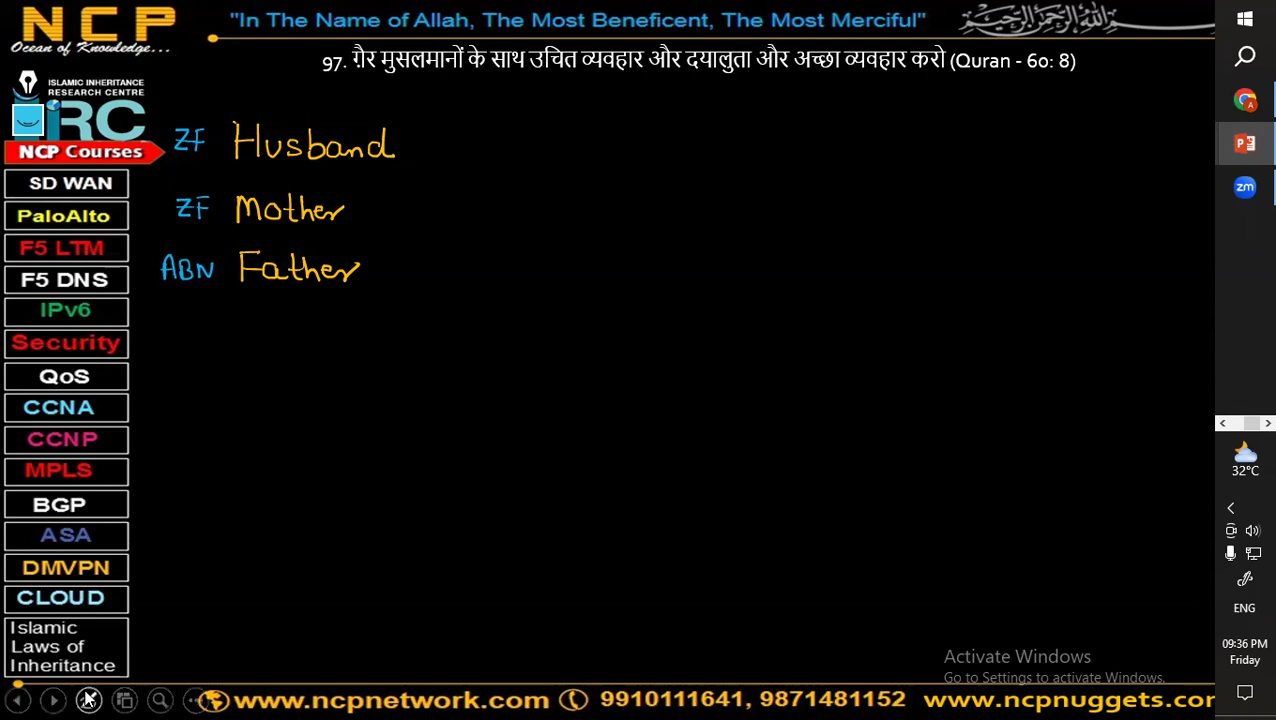 NCP
Ocean of Knowledge...
"In The Name of Allah, The Most Beneficent, The Most Merciful"
97. ग़ैर मुसलमानों के साथ उचित व्यवहार और दयालुता और अच्छा व्यवहार करो (Quran - 60: 8)
ISLAMIC INHERITANCE
RESEARCH CENTRE
iRC
NCP Courses
ZF Husband
ZF Mother
ABN Father
SD WAN
PaloAlto
F5 LTM
F5 DNS
IPv6
Security
QoS
CCNA
CCNP
MPLS
BGP
ASA
DMVPN
CLOUD
Islamic
Laws of
Inheritance
zm
32°C
ENG
09:36 PM
Friday
Activate Windows
Go to Settings to activate Windows.
www.ncpnetwork.com 9910111641, 9871481152 www.ncpnuggets.cor